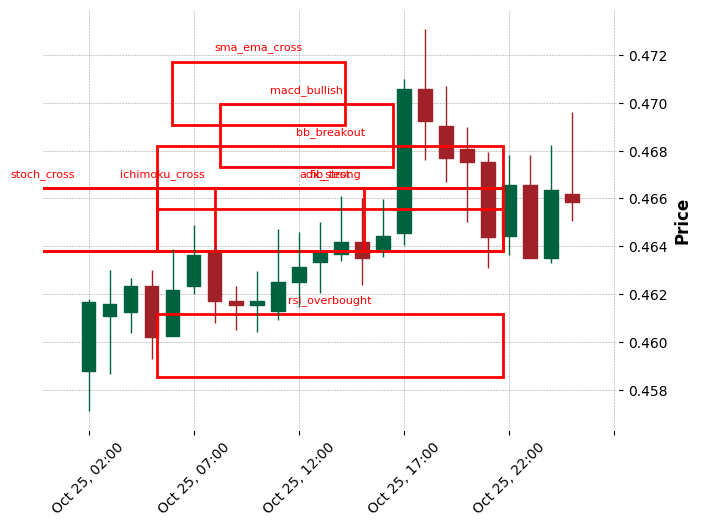 sma_ema_cross
macd_bullish
bb_breakout
stoch_cross
ichimoku_cross
rsi_overbought
0.472
0.470
0.468
0.466
0.464
0.462
0.460
0.458
Price
Oct 25, 02:00
Oct 25, 07:00
Oct 25, 12:00
Oct 25, 17:00
Oct 25, 22:00